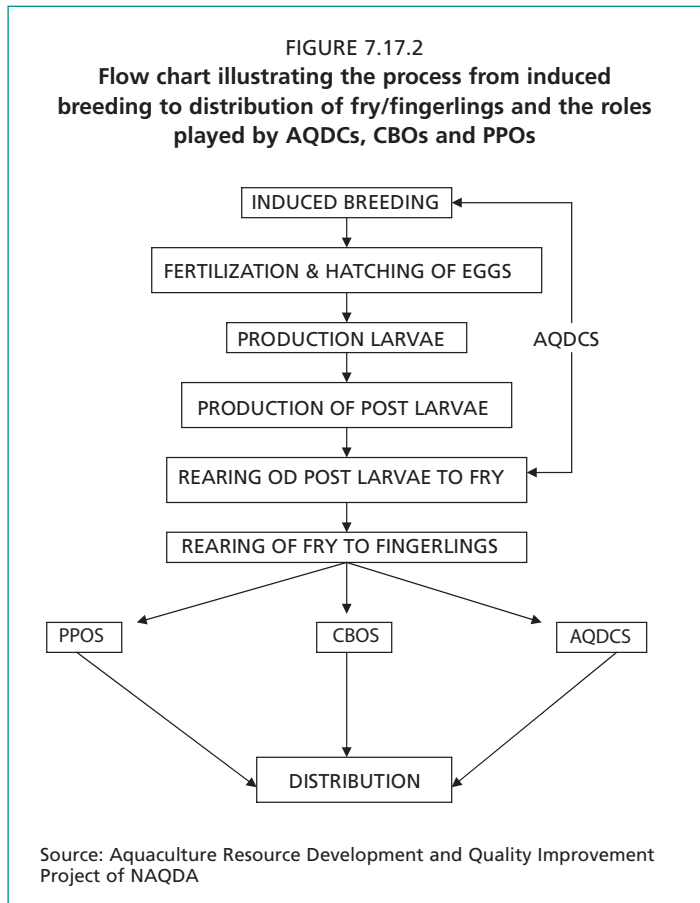 FIGURE 7.17.2
Flow chart illustrating the process from induced
breeding to distribution of fry/fingerlings and the roles
played by AQDCs, CBOs and PPOs
INDUCED BREEDING
FERTILIZATION & HATCHING OF EGGS
PRODUCTION LARVAE
AQDCS
PRODUCTION OF POST LARVAE
REARING OD POST LARVAE TO FRY
REARING OF FRY TO FINGERLINGS
PPOS
CBOS
AQDCS
DISTRIBUTION
Source: Aquaculture Resource Development and Quality Improvement
Project of NAQDA